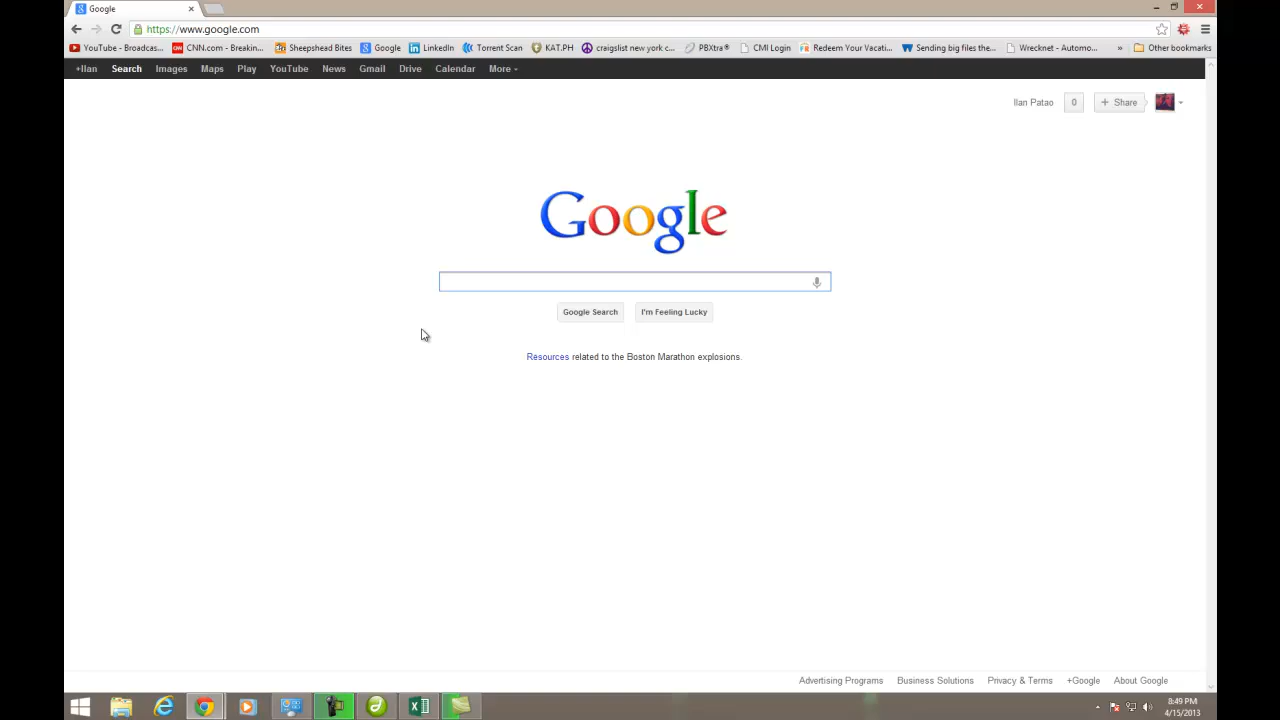 Google
https://www.google.com
YouTube - Broadcas... CNN.com - Breakin... Sheepshead Bites Google LinkedIn Torrent Scan KAT.PH craigslist new york c... PBXtra® CMI Login Redeem Your Vacati... Sending big files the... Wrecknet - Automo... » Other bookmarks
+Ilan Search Images Maps Play YouTube News Gmail Drive Calendar More
Ilan Patao 0 + Share
Google
Google Search I'm Feeling Lucky
Resources related to the Boston Marathon explosions.
Advertising Programs Business Solutions Privacy & Terms +Google About Google
8:49 PM
4/15/2013